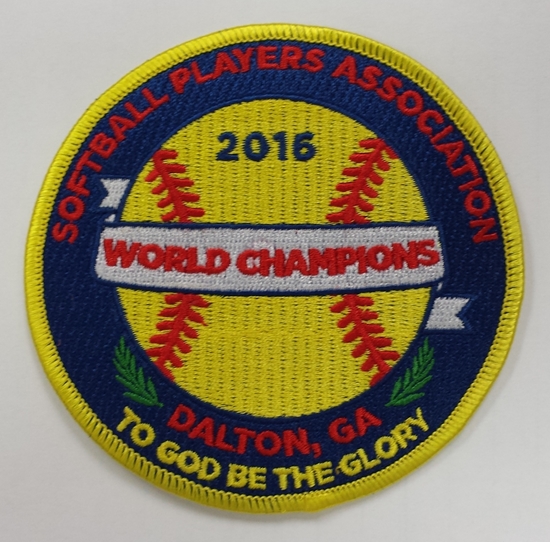 SOFTBALL PLAYERS ASSOCIATION
2016
WORLD CHAMPIONS
DALTON, GA
TO GOD BE THE GLORY